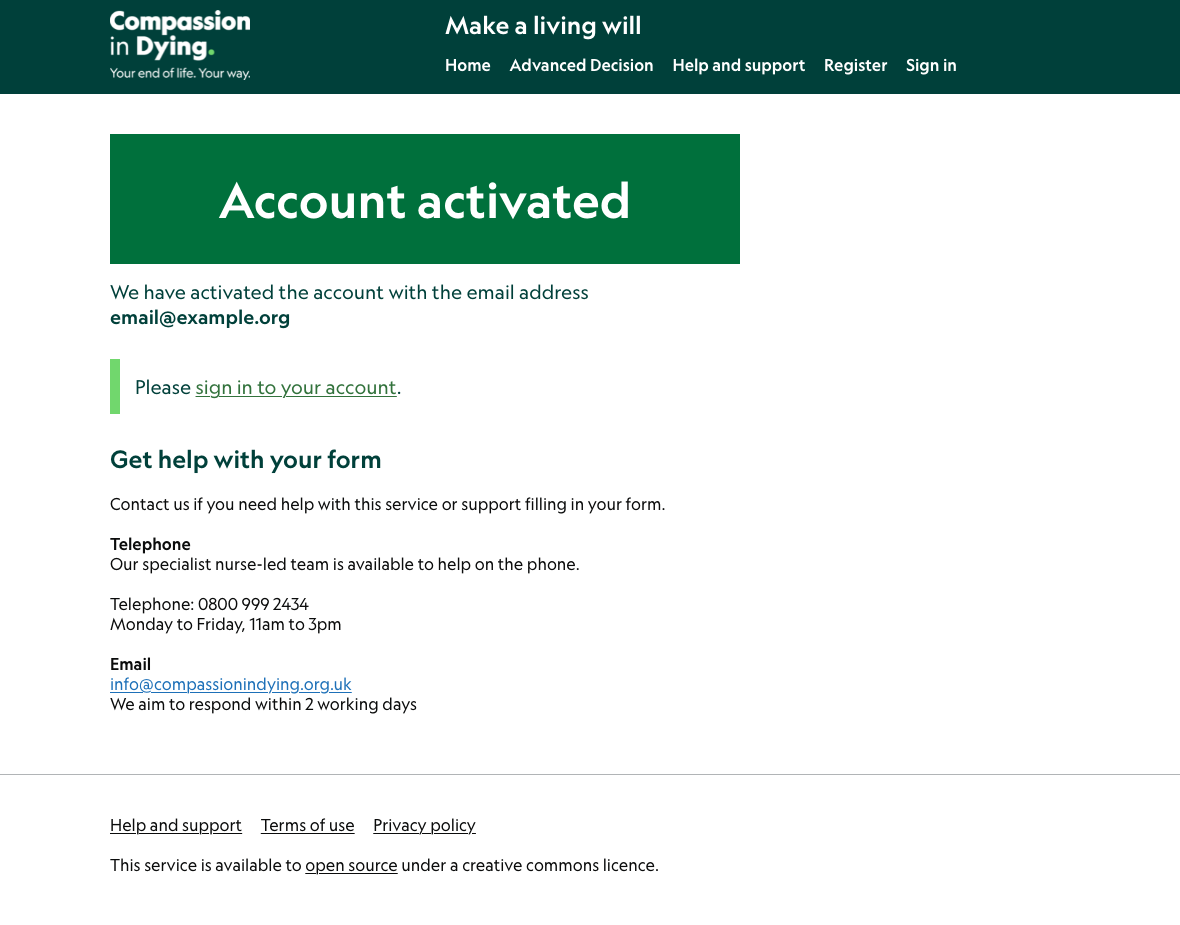 Compassion
in Dying.
Your end of life. Your way.
Make a living will
Home Advanced Decision Help and support Register Sign in
Account activated
We have activated the account with the email address
email@example.org
Please sign in to your account.
Get help with your form
Contact us if you need help with this service or support filling in your form.
Telephone
Our specialist nurse-led team is available to help on the phone.
Telephone: 0800 999 2434
Monday to Friday, 11am to 3pm
Email
info@compassionindying.org.uk
We aim to respond within 2 working days
Help and support Terms of use Privacy policy
This service is available to open source under a creative commons licence.